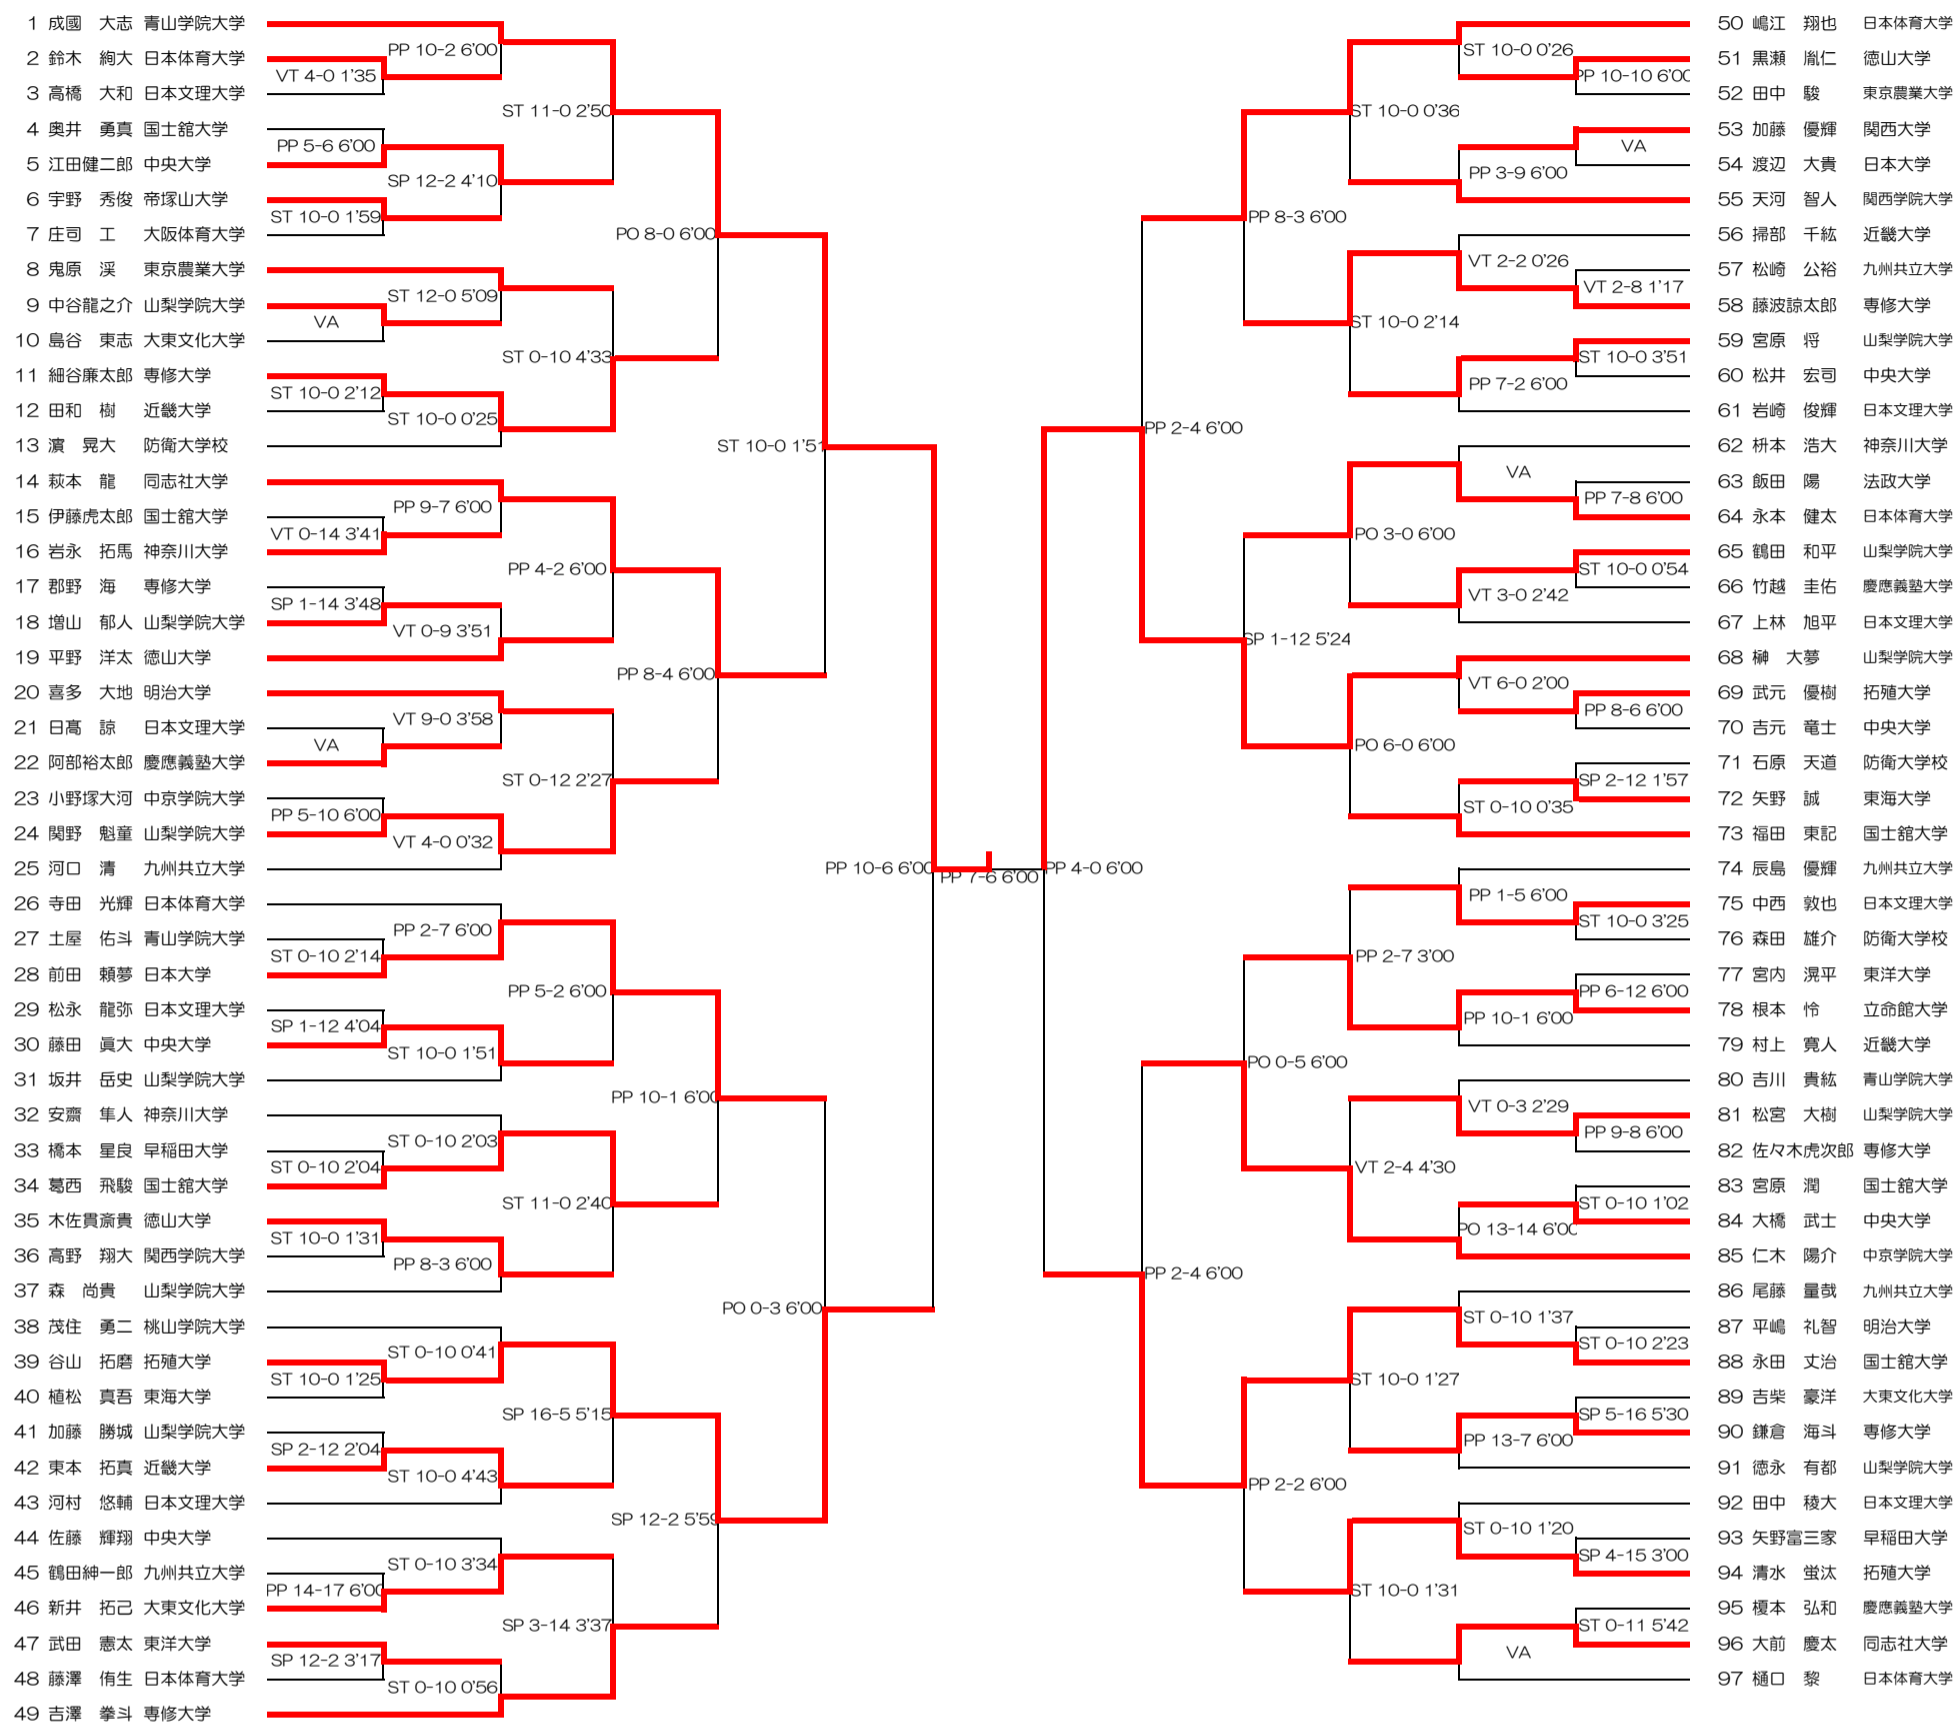 1 成國 大志 青山学院大学
2 鈴木 絢大 日本体育大学
3 高橋 大和 日本文理大学
4 奥井 勇真 国士舘大学
5 江田健二郎 中央大学
6 宇野 秀俊 帝塚山大学
7 庄司 工 大阪体育大学
8 鬼原 渓 東京農業大学
9 中谷龍之介 山梨学院大学
10 島谷 東志 大東文化大学
11 細谷廉太郎 専修大学
12 田和 樹 近畿大学
13 濵 晃大 防衛大学校
14 萩本 龍 同志社大学
15 伊藤虎太郎 国士舘大学
16 岩永 拓馬 神奈川大学
17 郡野 海 専修大学
18 増山 郁人 山梨学院大学
19 平野 洋太 徳山大学
20 喜多 大地 明治大学
21 日髙 諒 日本文理大学
22 阿部裕太郎 慶應義塾大学
23 小野塚大河 中京学院大学
24 関野 魁童 山梨学院大学
25 河口 清 九州共立大学
26 寺田 光輝 日本体育大学
27 土屋 佑斗 青山学院大学
28 前田 頼夢 日本大学
29 松永 龍弥 日本文理大学
30 藤田 眞大 中央大学
31 坂井 岳史 山梨学院大学
32 安齋 隼人 神奈川大学
33 橋本 星良 早稲田大学
34 葛西 飛駿 国士舘大学
35 木佐貫斎貴 徳山大学
36 高野 翔大 関西学院大学
37 森 尚貴 山梨学院大学
38 茂住 勇二 桃山学院大学
39 谷山 拓磨 拓殖大学
40 植松 真吾 東海大学
41 加藤 勝城 山梨学院大学
42 東本 拓真 近畿大学
43 河村 悠輔 日本文理大学
44 佐藤 輝翔 中央大学
45 鶴田紳一郎 九州共立大学
46 新井 拓己 大東文化大学
47 武田 憲太 東洋大学
48 藤澤 侑生 日本体育大学
49 吉澤 拳斗 専修大学
VT 4-0 1'35
PP 5-6 6'00
ST 10-0 1'59
VA
ST 10-0 2'12
VT 0-14 3'41
SP 1-14 3'48
VA
PP 5-10 6'00
ST 0-10 2'14
SP 1-12 4'04
ST 0-10 2'04
ST 10-0 1'31
ST 10-0 1'25
SP 2-12 2'04
PP 14-17 6'00
SP 12-2 3'17
PP 10-2 6'00
SP 12-2 4'10
ST 12-0 5'09
ST 10-0 0'25
PP 9-7 6'00
VT 0-9 3'51
VT 9-0 3'58
VT 4-0 0'32
PP 2-7 6'00
ST 10-0 1'51
ST 0-10 2'03
PP 8-3 6'00
ST 0-10 0'41
ST 10-0 4'43
ST 0-10 3'34
ST 0-10 0'56
ST 11-0 2'50
ST 0-10 4'33
PP 4-2 6'00
ST 0-12 2'27
PP 5-2 6'00
ST 11-0 2'40
SP 16-5 5'15
SP 3-14 3'37
PO 8-0 6'00
PP 8-4 6'00
PP 10-1 6'00
SP 12-2 5'59
ST 10-0 1'51
PO 0-3 6'00
PP 10-6 6'00
PP 7-6 6'00
PP 4-0 6'00
PP 2-4 6'00
PP 2-4 6'00
PP 8-3 6'00
SP 1-12 5'24
PO 0-5 6'00
PP 2-2 6'00
ST 10-0 0'36
ST 10-0 2'14
PO 3-0 6'00
PO 6-0 6'00
PP 2-7 3'00
VT 2-4 4'30
ST 10-0 1'27
ST 10-0 1'31
ST 10-0 0'26
PP 3-9 6'00
VT 2-2 0'26
PP 7-2 6'00
VA
VT 3-0 2'42
VT 6-0 2'00
ST 0-10 0'35
PP 1-5 6'00
PP 10-1 6'00
VT 0-3 2'29
PO 13-14 6'00
ST 0-10 1'37
PP 13-7 6'00
ST 0-10 1'20
VA
PP 10-10 6'00
VA
VT 2-8 1'17
ST 10-0 3'51
PP 7-8 6'00
ST 10-0 0'54
PP 8-6 6'00
SP 2-12 1'57
ST 10-0 3'25
PP 6-12 6'00
PP 9-8 6'00
ST 0-10 1'02
ST 0-10 2'23
SP 5-16 5'30
SP 4-15 3'00
ST 0-11 5'42
50 嶋江 翔也 日本体育大学
51 黒瀬 胤仁 徳山大学
52 田中 駿 東京農業大学
53 加藤 優輝 関西大学
54 渡辺 大貴 日本大学
55 天河 智人 関西学院大学
56 掃部 千紘 近畿大学
57 松崎 公裕 九州共立大学
58 藤波諒太郎 専修大学
59 宮原 将 山梨学院大学
60 松井 宏司 中央大学
61 岩崎 俊輝 日本文理大学
62 枡本 浩大 神奈川大学
63 飯田 陽 法政大学
64 永本 健太 日本体育大学
65 鶴田 和平 山梨学院大学
66 竹越 圭佑 慶應義塾大学
67 上林 旭平 日本文理大学
68 榊 大夢 山梨学院大学
69 武元 優樹 拓殖大学
70 吉元 竜士 中央大学
71 石原 天道 防衛大学校
72 矢野 誠 東海大学
73 福田 東記 国士舘大学
74 辰島 優輝 九州共立大学
75 中西 敦也 日本文理大学
76 森田 雄介 防衛大学校
77 宮内 滉平 東洋大学
78 根本 怜 立命館大学
79 村上 寛人 近畿大学
80 吉川 貴紘 青山学院大学
81 松宮 大樹 山梨学院大学
82 佐々木虎次郎 専修大学
83 宮原 潤 国士舘大学
84 大橋 武士 中央大学
85 仁木 陽介 中京学院大学
86 尾藤 量哉 九州共立大学
87 平嶋 礼智 明治大学
88 永田 丈治 国士舘大学
89 吉柴 豪洋 大東文化大学
90 鎌倉 海斗 専修大学
91 徳永 有都 山梨学院大学
92 田中 稜大 日本文理大学
93 矢野富三家 早稲田大学
94 清水 蛍汰 拓殖大学
95 榎本 弘和 慶應義塾大学
96 大前 慶太 同志社大学
97 樋口 黎 日本体育大学